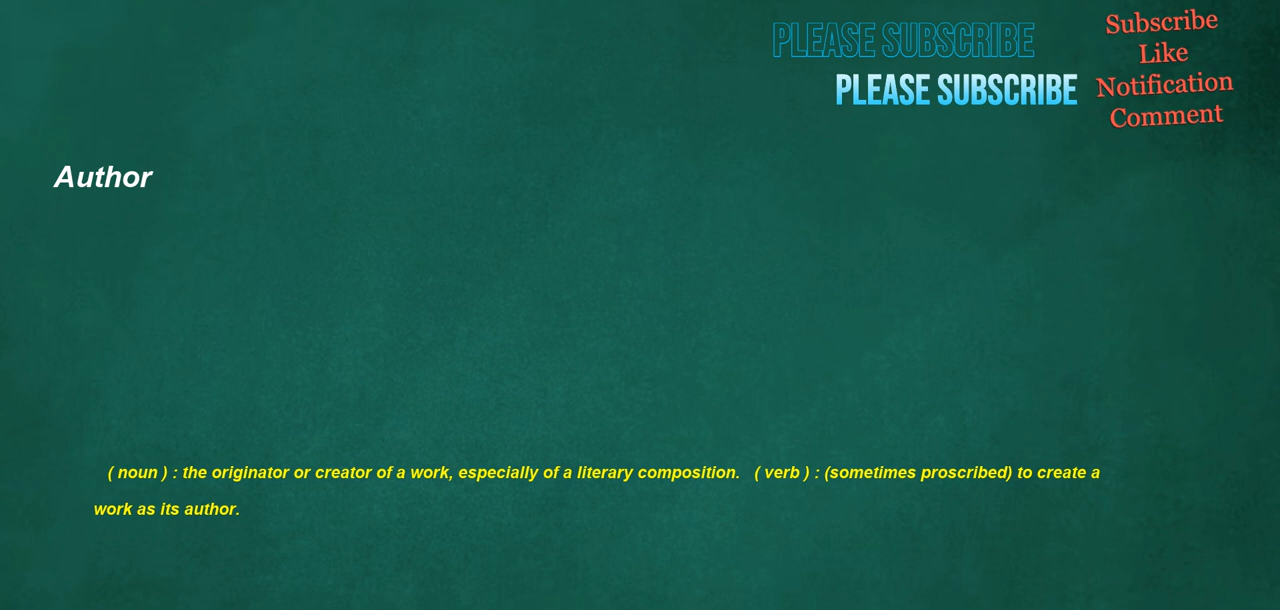 PLEASE SUBSCRIBE
PLEASE SUBSCRIBE
Subscribe
Like
Notification
Comment
Author
( noun ) : the originator or creator of a work, especially of a literary composition. ( verb ) : (sometimes proscribed) to create a
work as its author.